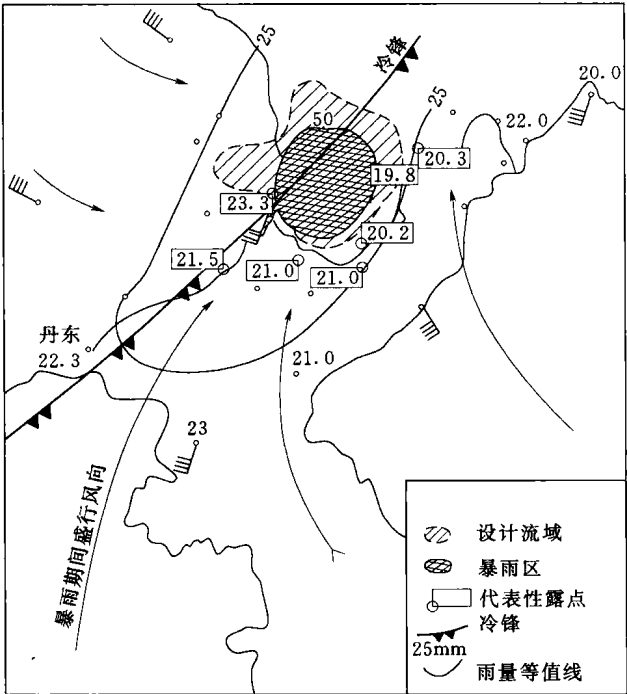 25
冷锋
25
50
20.0
22.0
20.3
19.8
23.3
20.2
21.5
21.0
21.0
丹东
22.3
21.0
23
暴雨期间盛行风向
设计流域
暴雨区
代表性露点
冷锋
25mm
雨量等值线